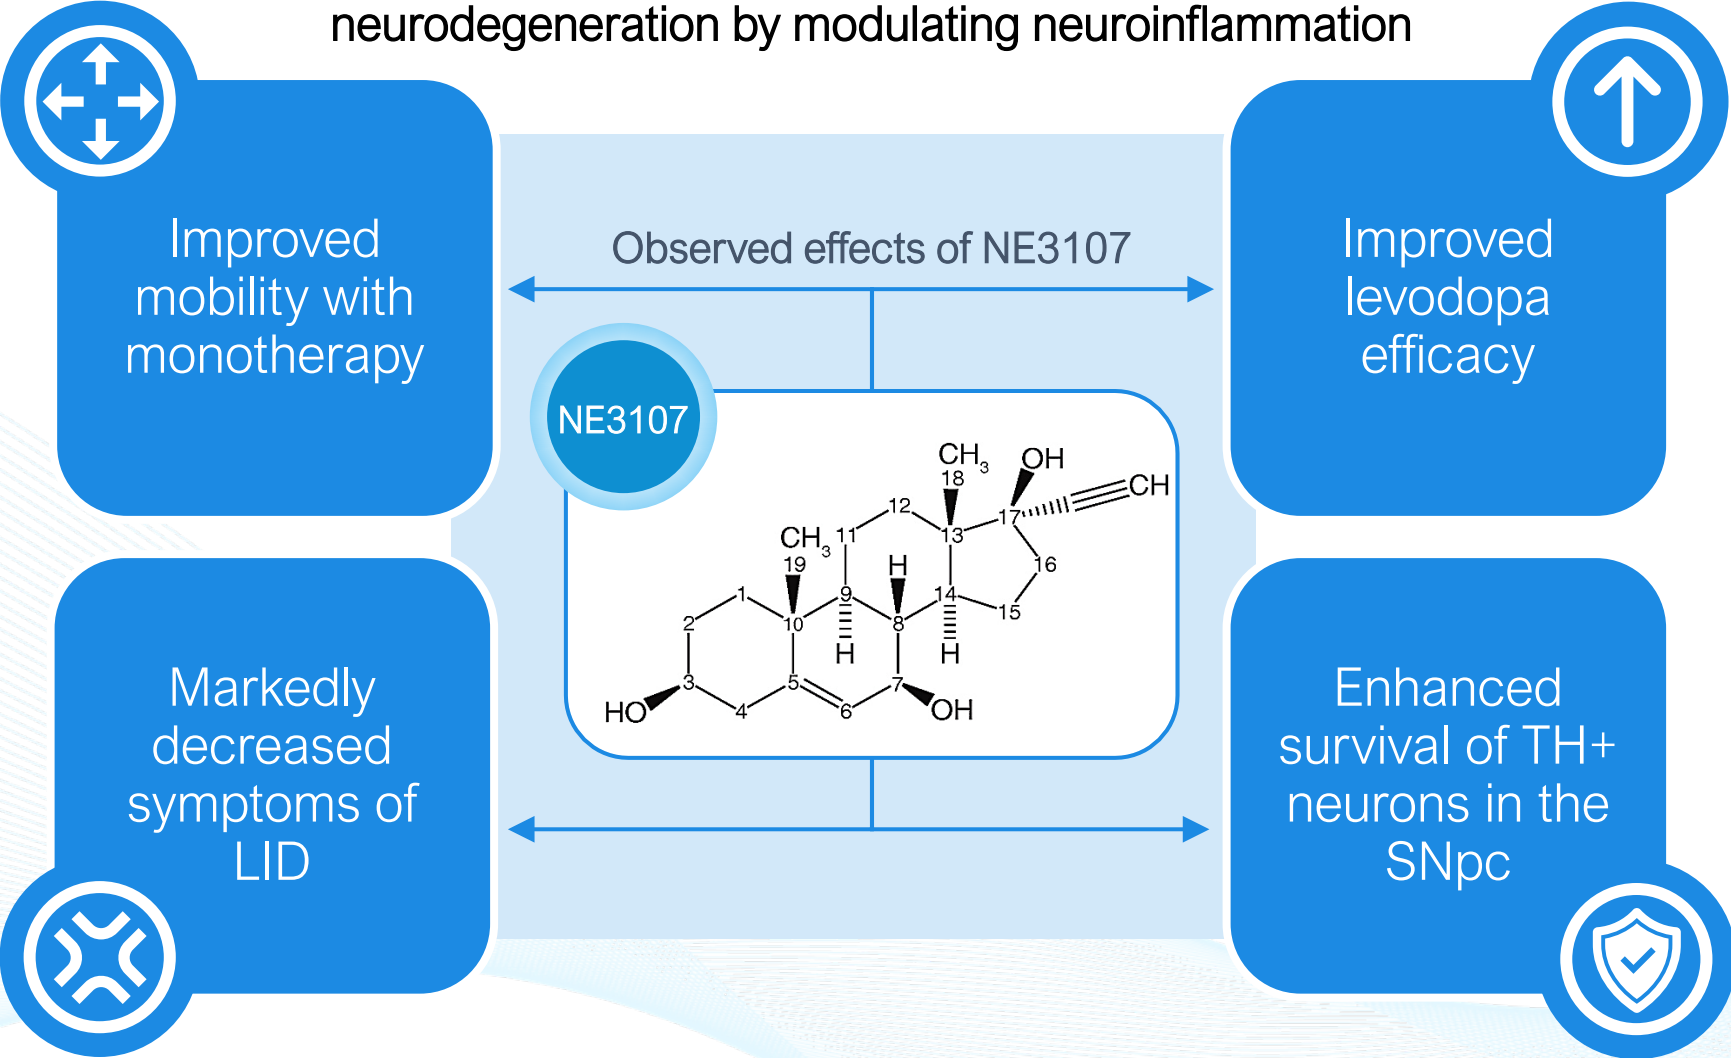 neurodegeneration by modulating neuroinflammation
Improved
mobility with
monotherapy
Observed effects of NE3107
Improved
levodopa
efficacy
NE3107
CH3
18
OH
CH
12
17
11
13
CH3
19
H
16
1
9
14
15
2
10
8
H
H
3
5
7
HO
4
6
OH
Markedly
decreased
symptoms of
LID
Enhanced
survival of TH+
neurons in the
SNpc